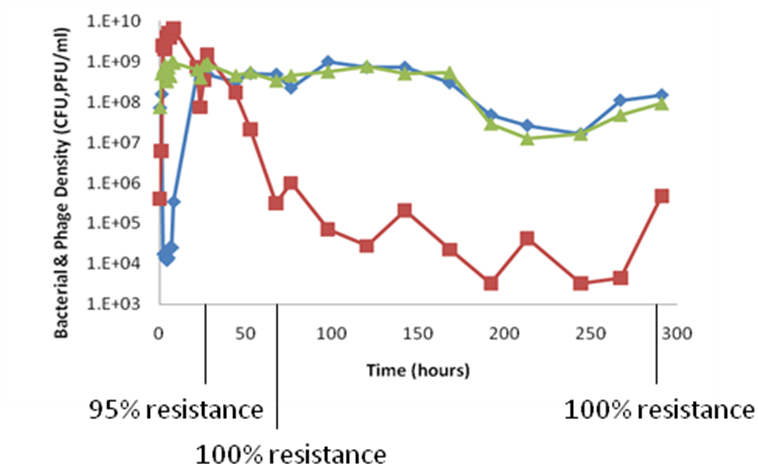 Bacterial & Phage Density (CFU,PFU/ml)
1.E+10
1.E+09
1.E+08
1.E+07
1.E+06
1.E+05
1.E+04
1.E+03
0 50 100 150 200 250 300
Time (hours)
95% resistance 100% resistance
100% resistance